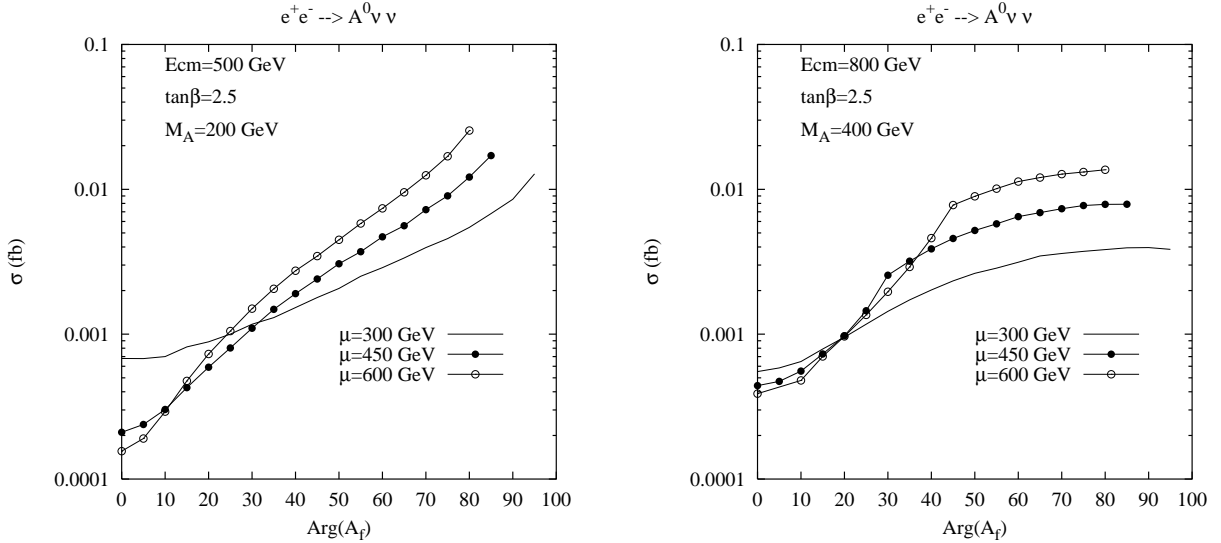 e+e- --> A0ν ν
0.1
0.01
0.001
0.0001
σ (fb)
Ecm=500 GeV
tanβ=2.5
M_A=200 GeV
μ=300 GeV
μ=450 GeV
μ=600 GeV
0 10 20 30 40 50 60 70 80 90 100
Arg(Af)
e+e- --> A0ν ν
0.1
0.01
0.001
0.0001
σ (fb)
Ecm=800 GeV
tanβ=2.5
M_A=400 GeV
μ=300 GeV
μ=450 GeV
μ=600 GeV
0 10 20 30 40 50 60 70 80 90 100
Arg(Af)